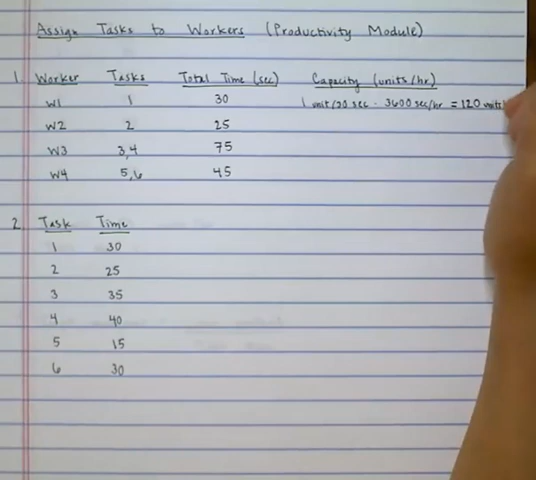 Assign Tasks to Workers (Productivity Module)
1. Worker Tasks Total Time (sec) Capacity (units/hr)
W1 1 30 1 unit/30 sec · 3600 sec/hr = 120 units
W2 2 25
W3 3,4 75
W4 5,6 45
2. Task Time
1 30
2 25
3 35
4 40
5 15
6 30